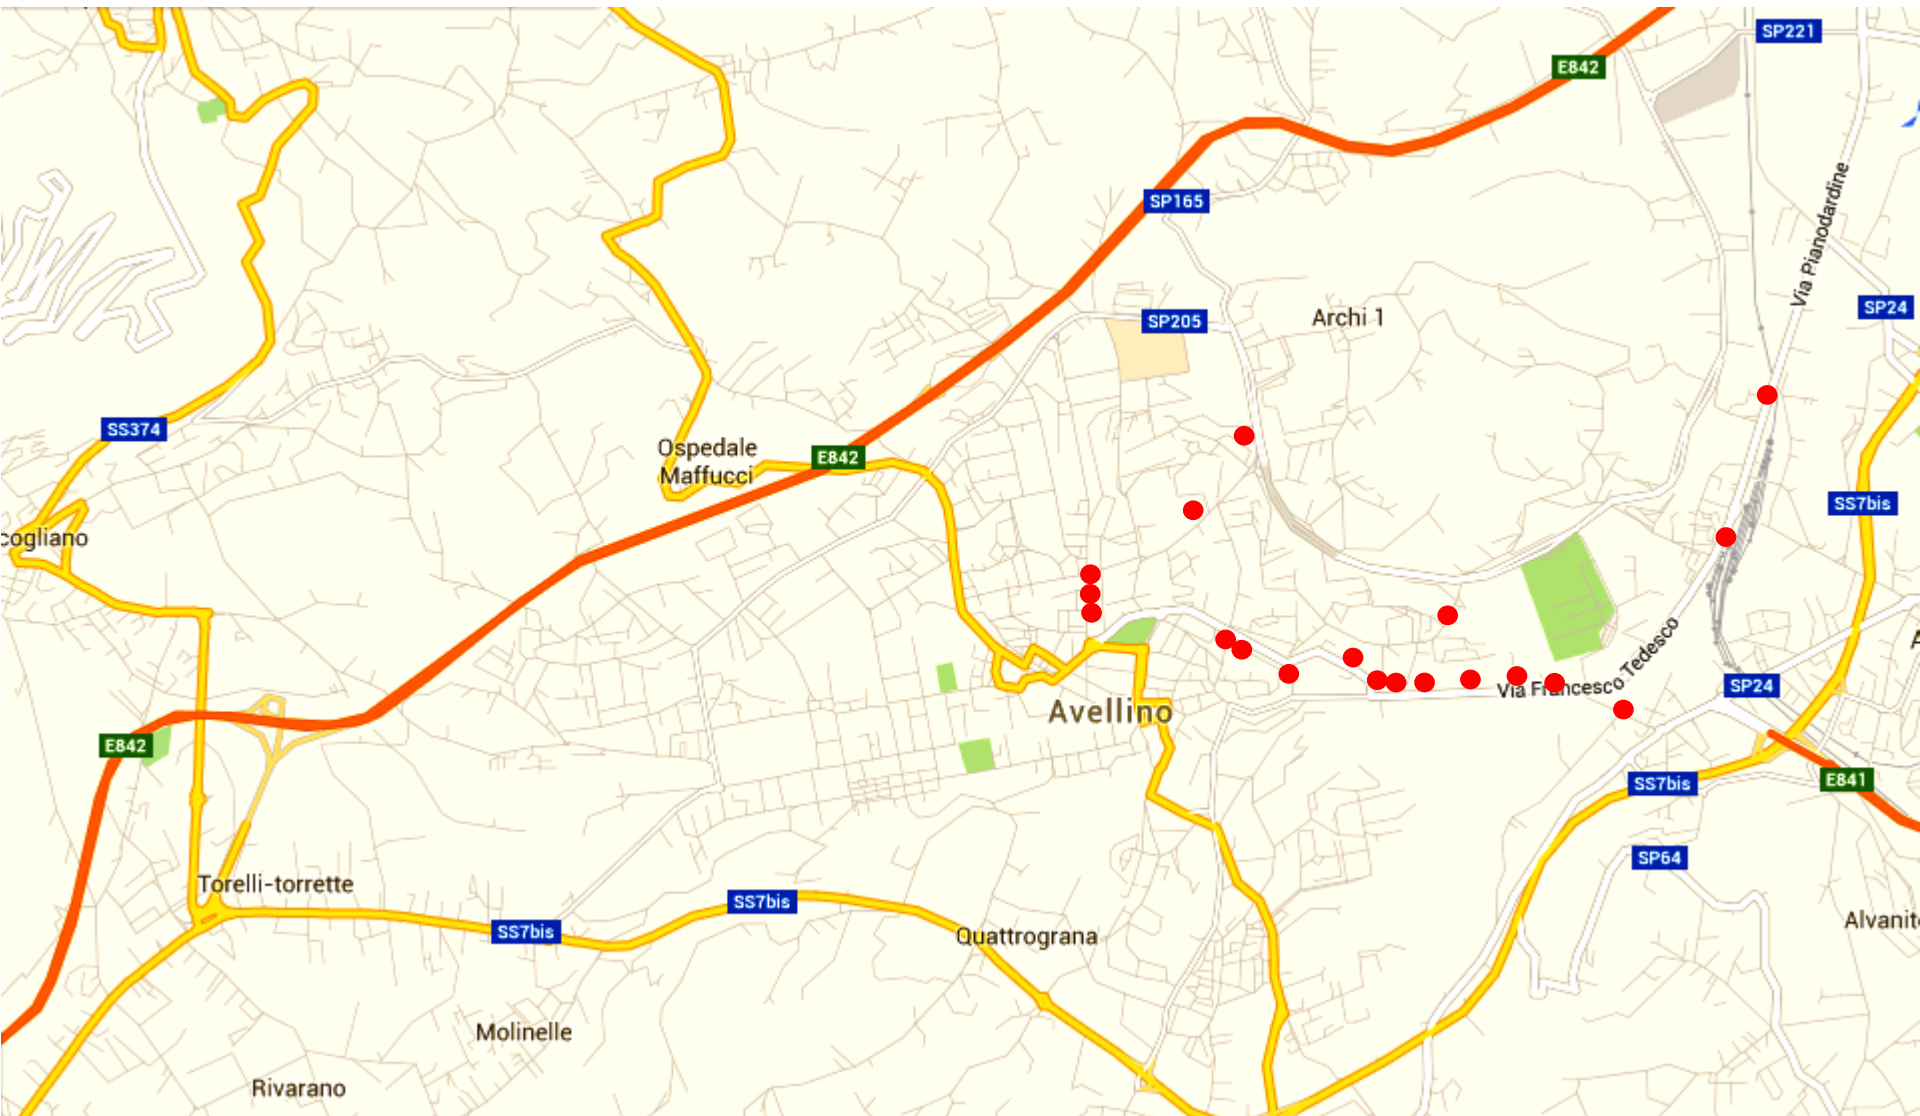 SP221
E842
SP165
Via Pianodardine
SP24
SP205
Archi 1
SS374
Ospedale
Maffucci
E842
SS7bis
cogliano
Via Francesco Tedesco
SP24
Avellino
E842
E841
SS7bis
SP64
Torelli-torrette
SS7bis
SS7bis
Quattrograna
Alvanit
Molinelle
Rivarano